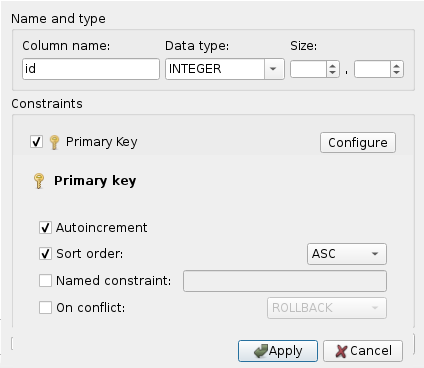 Name and type
Column name: Data type: Size:
id INTEGER ,
Constraints
Primary Key Configure
Primary key
Autoincrement
Sort order: ASC
Named constraint:
On conflict: ROLLBACK
Apply Cancel